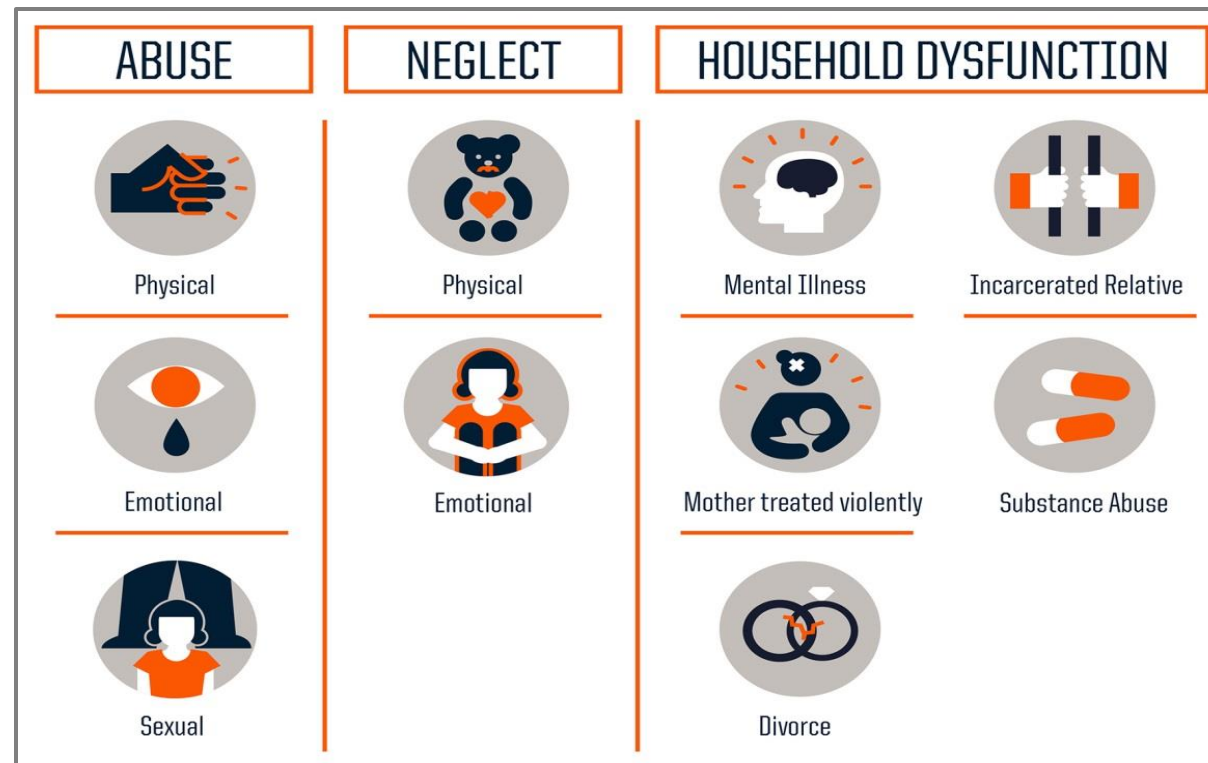 ABUSE
NEGLECT
HOUSEHOLD DYSFUNCTION
Physical
Emotional
Sexual
Physical
Emotional
Mental Illness
Incarcerated Relative
Mother treated violently
Substance Abuse
Divorce